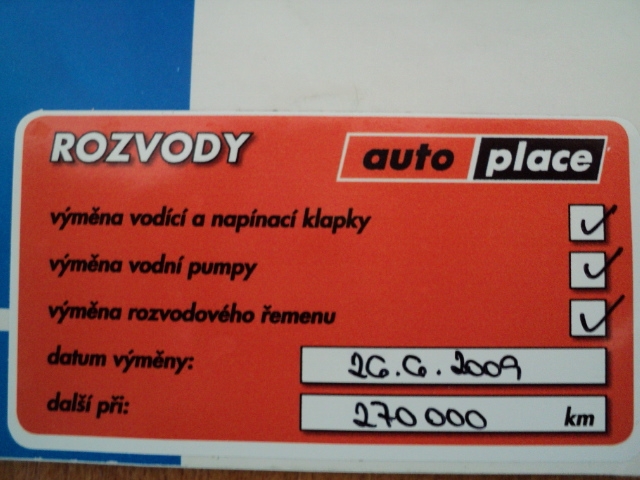 ROZVODY auto place
výměna vodící a napínací klapky
výměna vodní pumpy
výměna rozvodového řemenu
datum výměny: 26.6.2009
další při: 270 000 km